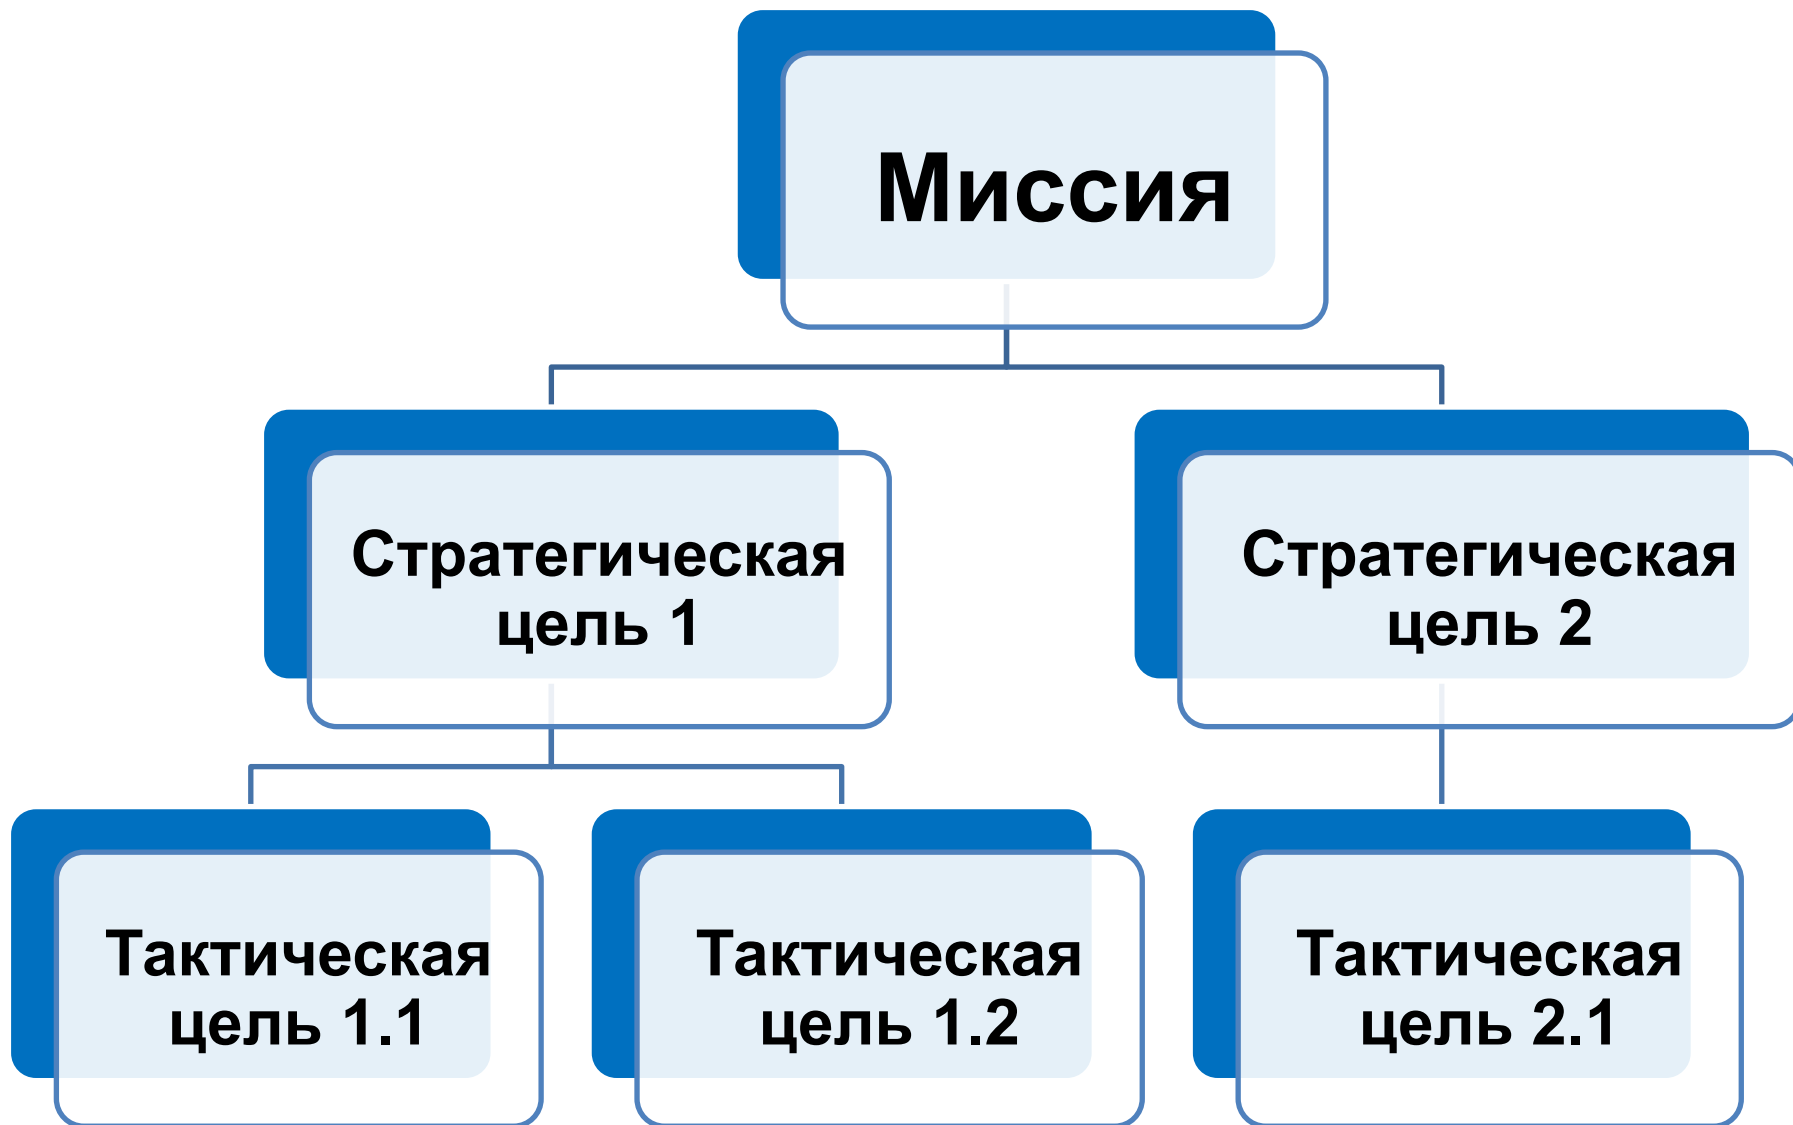 Миссия
Стратегическая
цель 1
Стратегическая
цель 2
Тактическая
цель 1.1
Тактическая
цель 1.2
Тактическая
цель 2.1